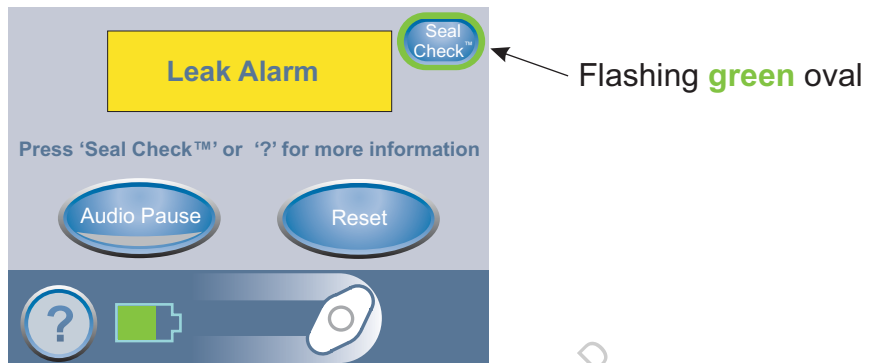 Seal
Check™
Leak Alarm
Flashing green oval
Press ‘Seal Check™’ or ‘?’ for more information
Audio Pause
Reset
?